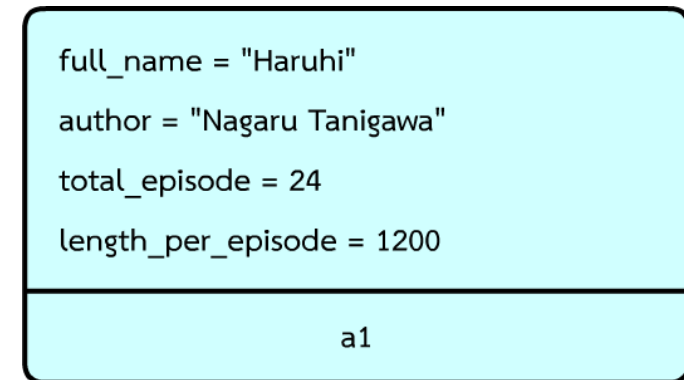 full_name = "Haruhi"
author = "Nagaru Tanigawa"
total_episode = 24
length_per_episode = 1200
a1